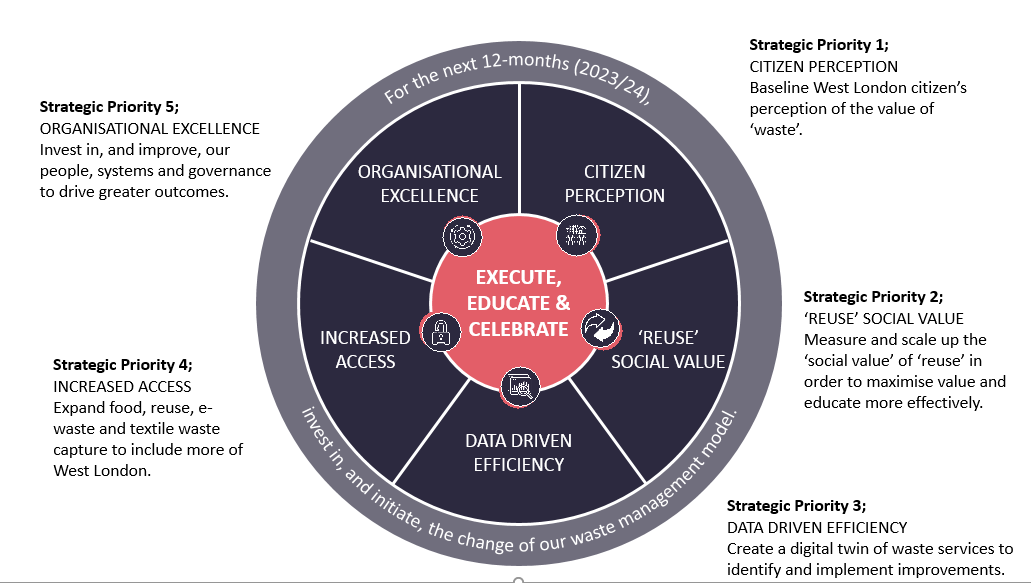 For the next 12-months (2023/24),
invest in, and initiate, the change of our waste management model.
EXECUTE,
EDUCATE &
CELEBRATE
CITIZEN
PERCEPTION
‘REUSE’
SOCIAL VALUE
DATA DRIVEN
EFFICIENCY
INCREASED
ACCESS
ORGANISATIONAL
EXCELLENCE
Strategic Priority 1;
CITIZEN PERCEPTION
Baseline West London citizen’s
perception of the value of
‘waste’.
Strategic Priority 2;
‘REUSE’ SOCIAL VALUE
Measure and scale up the
‘social value’ of ‘reuse’ in
order to maximise value and
educate more effectively.
Strategic Priority 3;
DATA DRIVEN EFFICIENCY
Create a digital twin of waste services to
identify and implement improvements.
Strategic Priority 4;
INCREASED ACCESS
Expand food, reuse, e-
waste and textile waste
capture to include more of
West London.
Strategic Priority 5;
ORGANISATIONAL EXCELLENCE
Invest in, and improve, our
people, systems and governance
to drive greater outcomes.